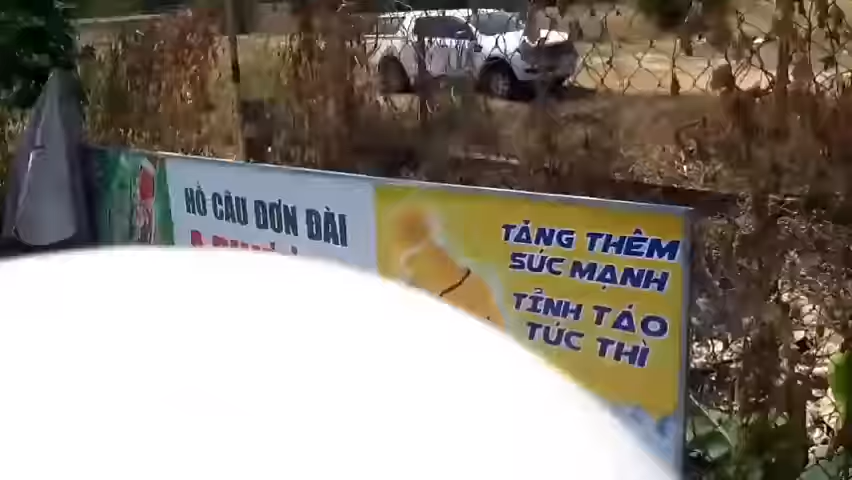 HỒ CÂU ĐƠN ĐÀI
TĂNG THÊM
SỨC MẠNH
TỈNH TÁO
TỨC THÌ